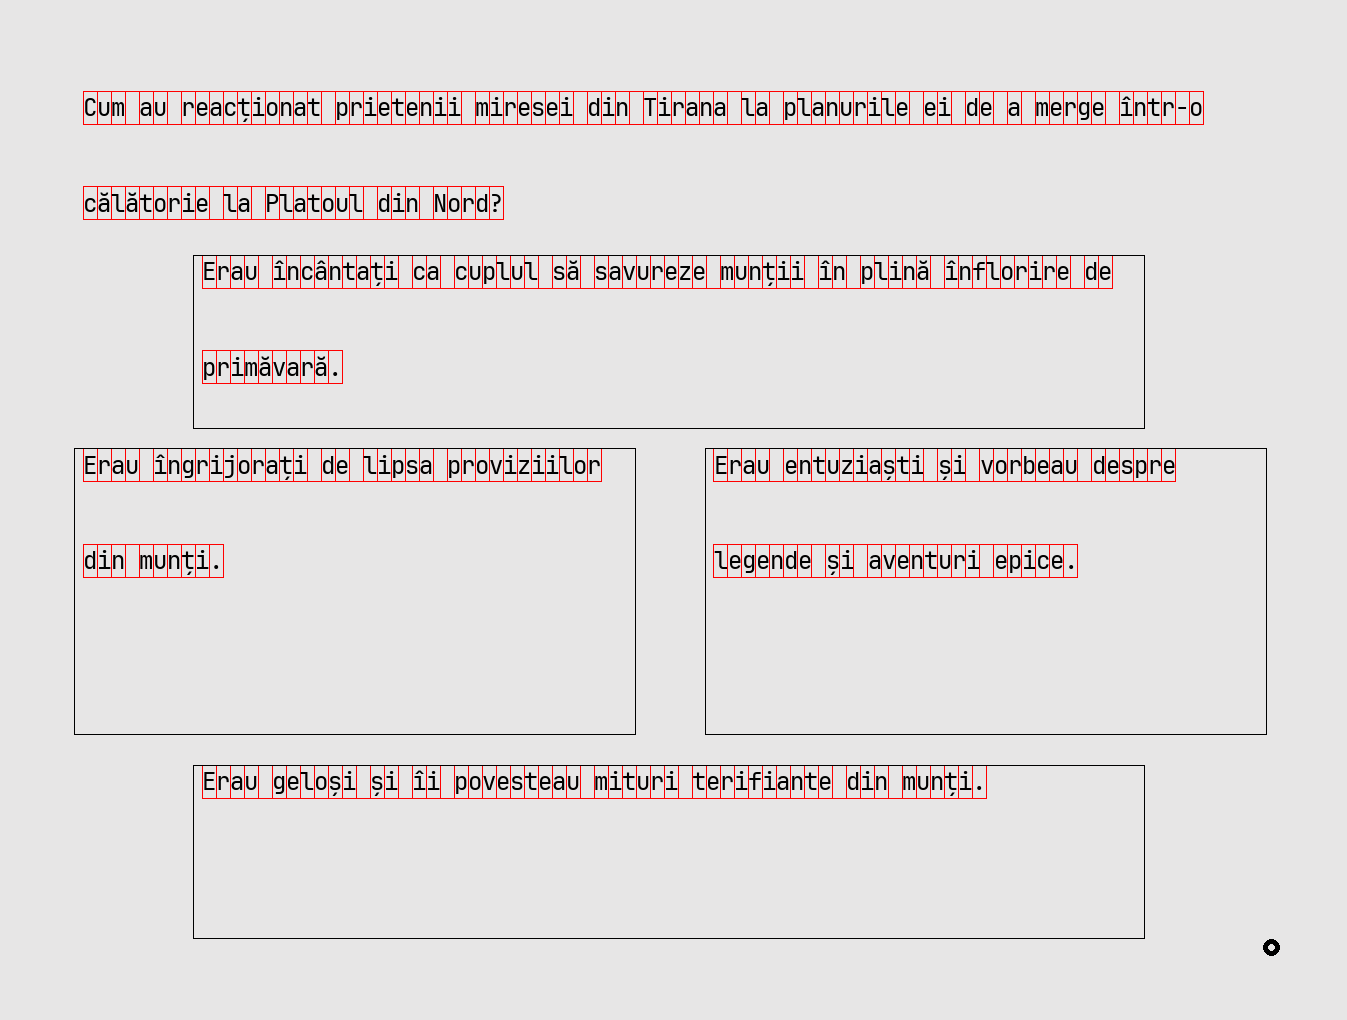 Cum au reacționat prietenii miresei din Tirana la planurile ei de a merge într-o
călătorie la Platoul din Nord?
Erau încântați ca cuplul să savureze munții în plină înflorire de
primăvară.
Erau îngrijorați de lipsa proviziilor
din munți.
Erau entuziaști și vorbeau despre
legende și aventuri epice.
Erau geloși și îi povesteau mituri terifiante din munți.